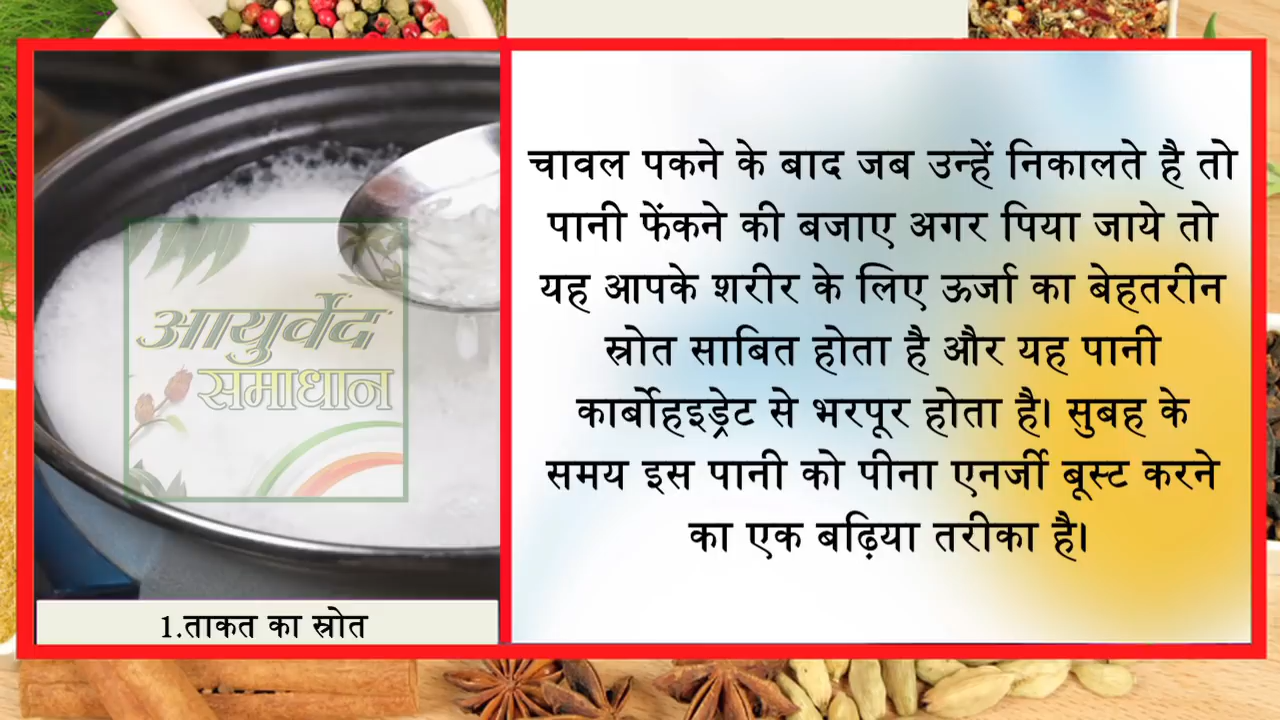 चावल पकने के बाद जब उन्हें निकालते है तो
पानी फेंकने की बजाए अगर पिया जाये तो
यह आपके शरीर के लिए ऊर्जा का बेहतरीन
स्रोत साबित होता है और यह पानी
कार्बोहइड्रेट से भरपूर होता है। सुबह के
समय इस पानी को पीना एनर्जी बूस्ट करने
का एक बढ़िया तरीका है।
आयुर्वेद
समाधान
1.ताकत का स्रोत